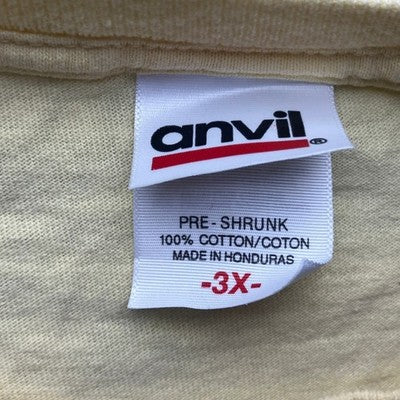 anvil®
PRE-SHRUNK
100% COTTON/COTON
MADE IN HONDURAS
-3X-